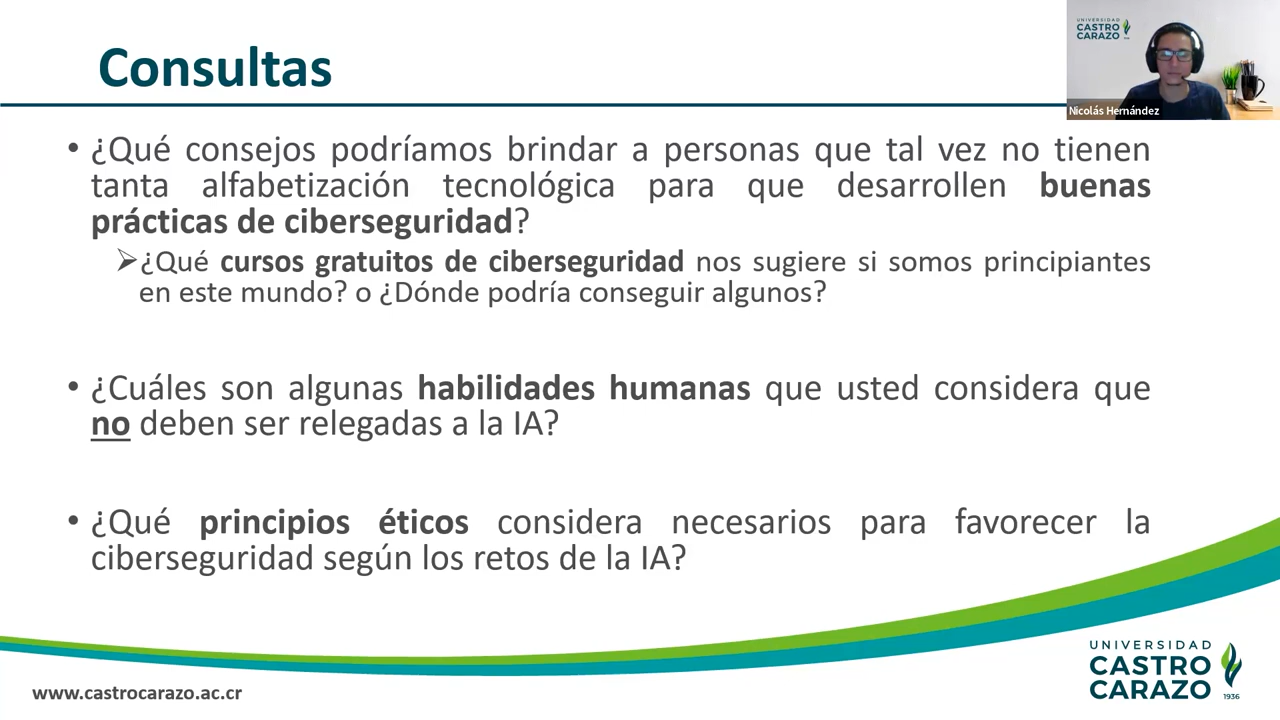 Consultas
UNIVERSIDAD
CASTRO
CARAZO
Nicolás Hernández
• ¿Qué consejos podríamos brindar a personas que tal vez no tienen
tanta alfabetización tecnológica para que desarrollen buenas
prácticas de ciberseguridad?
➢¿Qué cursos gratuitos de ciberseguridad nos sugiere si somos principiantes
en este mundo? o ¿Dónde podría conseguir algunos?
• ¿Cuáles son algunas habilidades humanas que usted considera que
no deben ser relegadas a la IA?
• ¿Qué principios éticos considera necesarios para favorecer la
ciberseguridad según los retos de la IA?
www.castrocarazo.ac.cr
UNIVERSIDAD
CASTRO
CARAZO
1936